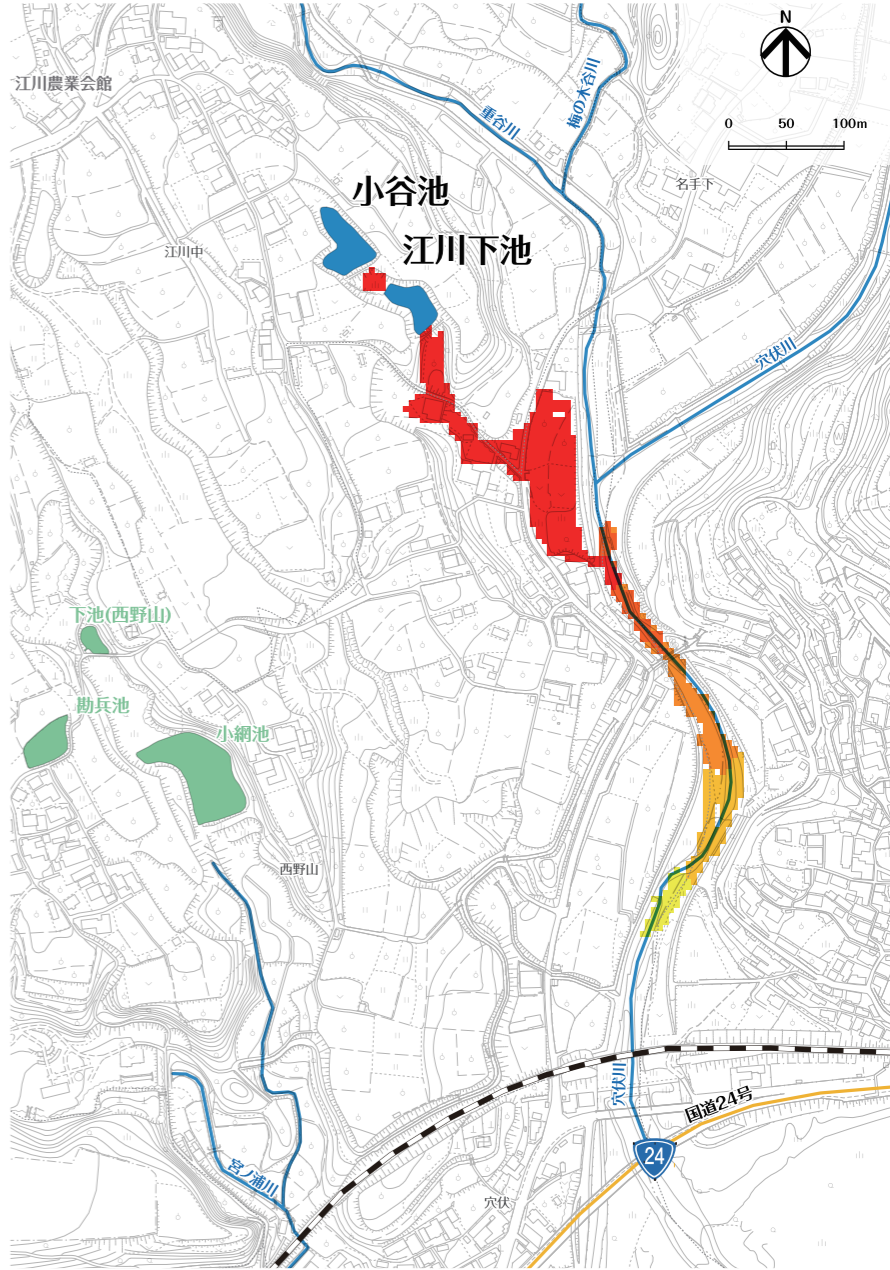 N
0 50 100m
江川農業会館
重谷川
梅の木谷川
小谷池
名手下
江川中
江川下池
穴伏川
下池(西野山)
勘兵池
小網池
西野山
穴伏川
国道24号
24
宮ノ浦川
穴伏